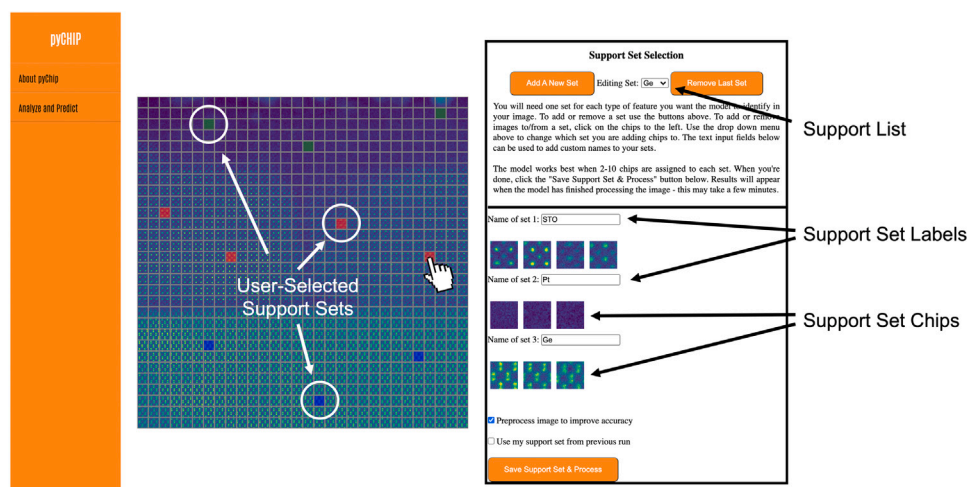 pyCHIP
About pyChip
Analyze and Predict
User-Selected
Support Sets
Support Set Selection
Add A New Set Editing Set: Ge Remove Last Set
You will need one set for each type of feature you want the model to identify in
your image. To add or remove a set use the buttons above. To add or remove
images to/from a set, click on the chips to the left. Use the drop down menu
above to change which set you are adding chips to. The text input fields below
can be used to add custom names to your sets.
The model works best when 2-10 chips are assigned to each set. When you're
done, click the "Save Support Set & Process" button below. Results will appear
when the model has finished processing the image - this may take a few minutes.
Name of set 1: STO
Name of set 2: Pt
Name of set 3: Ge
Preprocess image to improve accuracy
Use my support set from previous run
Save Support Set & Process
Support List
Support Set Labels
Support Set Chips